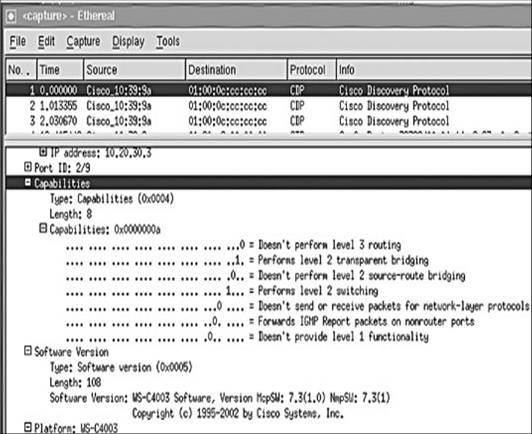 <capture> - Ethereal
File Edit Capture Display Tools
No. . Time Source Destination Protocol Info
1 0.000000 Cisco_10:39:9a 01:00:0c:cc:cc:cc CDP Cisco Discovery Protocol
2 1.013355 Cisco_10:39:9a 01:00:0c:cc:cc:cc CDP Cisco Discovery Protocol
3 2.030670 Cisco_10:39:9a 01:00:0c:cc:cc:cc CDP Cisco Discovery Protocol
IP address: 10.20.30.3
Port ID: 2/9
Capabilities
Type: Capabilities (0x0004)
Length: 8
Capabilities: 0x0000000a
.... .... .... .... .... .... .... ...0 = Doesn't perform level 3 routing
.... .... .... .... .... .... .... ..1. = Performs level 2 transparent bridging
.... .... .... .... .... .... .... .0.. = Doesn't perform level 2 source-route bridging
.... .... .... .... .... .... .... 1... = Performs level 2 switching
.... .... .... .... .... .... ...0 .... = Doesn't send or receive packets for network-layer protocols
.... .... .... .... .... .... ..0. .... = Forwards IGMP Report packets on nonrouter ports
.... .... .... .... .... .... .0.. .... = Doesn't provide level 1 functionality
Software Version
Type: Software version (0x0005)
Length: 108
Software Version: WS-C4003 Software, Version McpSW: 7.3(1.0) NmpSW: 7.3(1)
Copyright (c) 1995-2002 by Cisco Systems, Inc.
Platform: WS-C4003